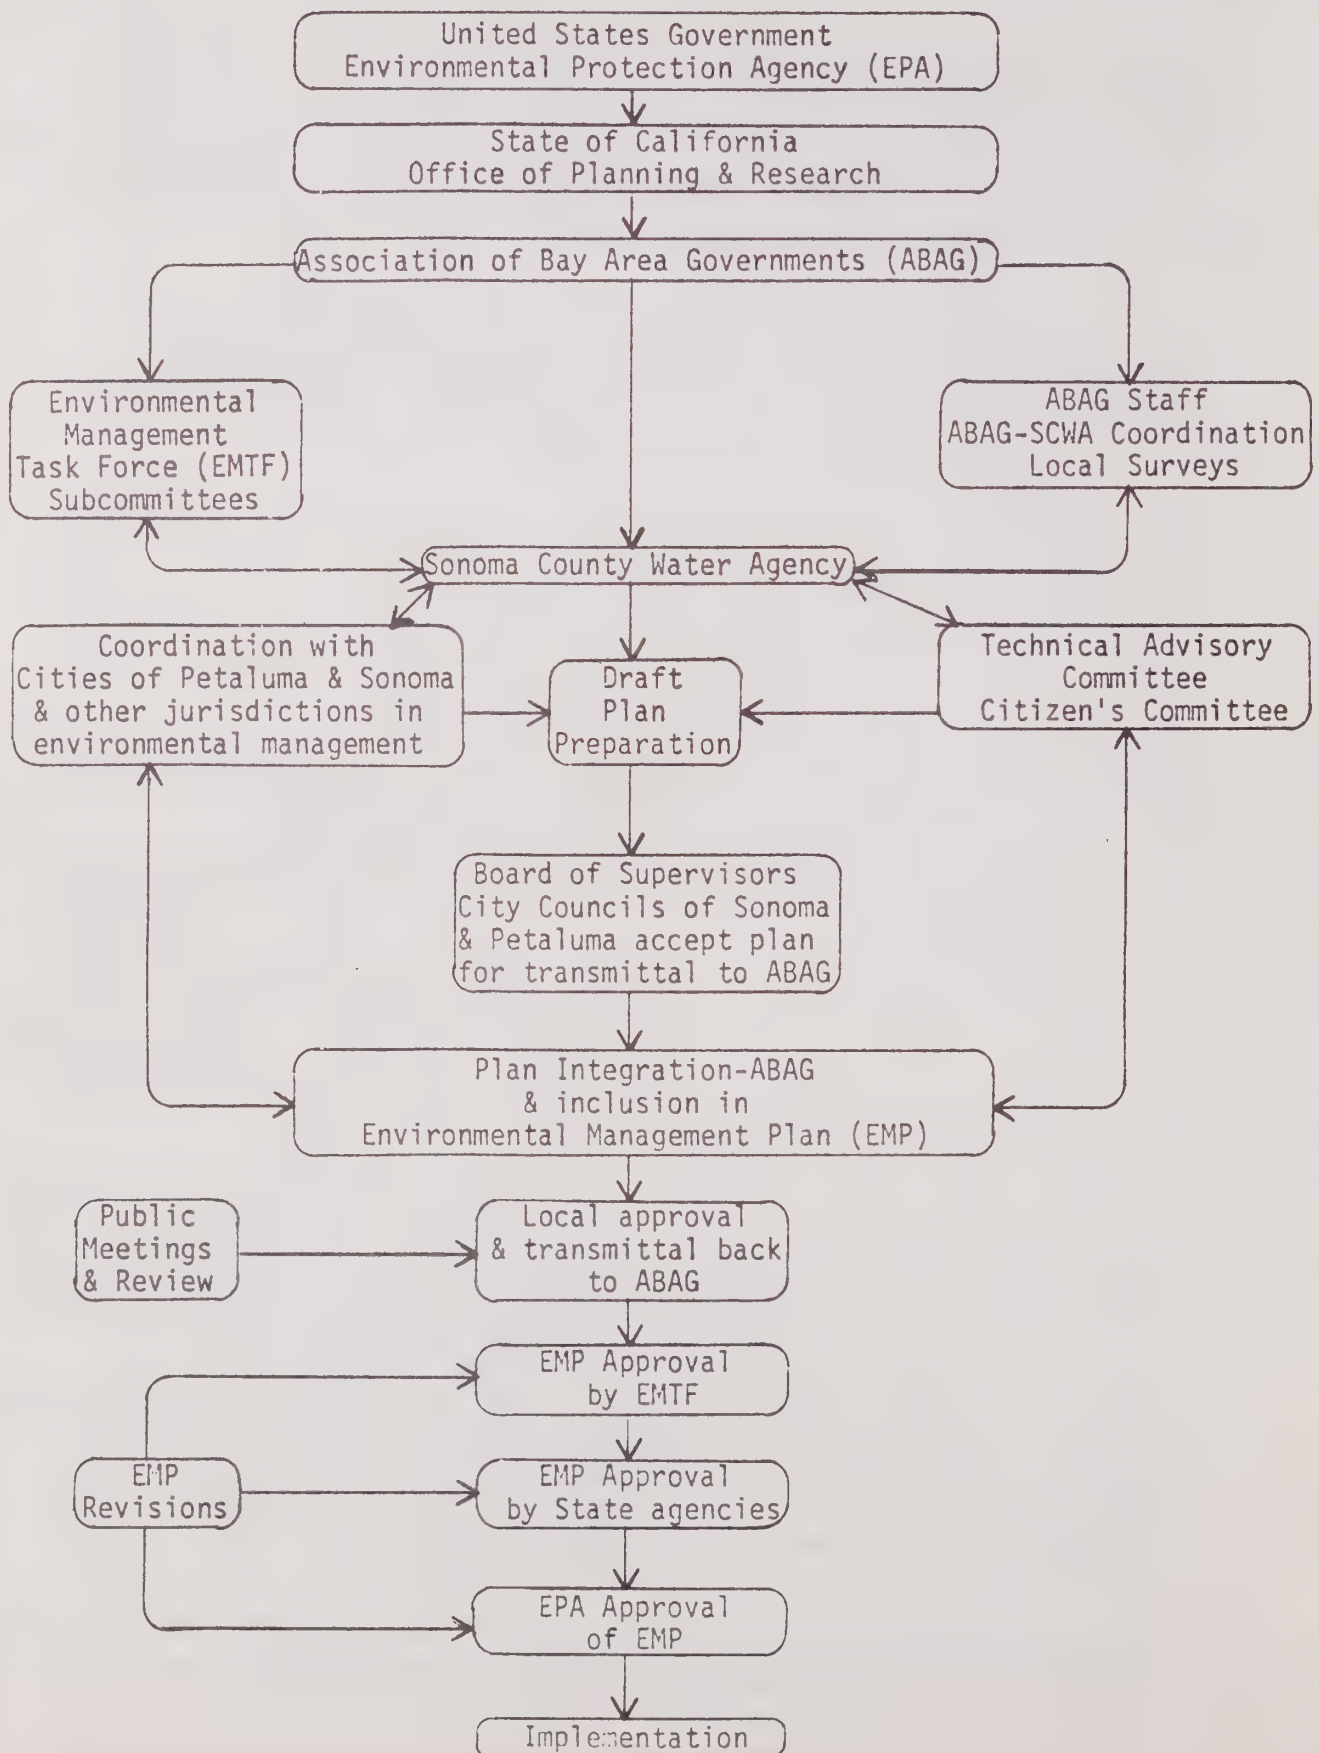 United States Government
Environmental Protection Agency (EPA)
State of California
Office of Planning & Research
Association of Bay Area Governments (ABAG)
Environmental
Management
Task Force (EMTF)
Subcommittees
ABAG Staff
ABAG-SCWA Coordination
Local Surveys
Sonoma County Water Agency
Coordination with
Cities of Petaluma & Sonoma
& other jurisdictions in
environmental management
Draft
Plan
Preparation
Technical Advisory
Committee
Citizen's Committee
Board of Supervisors
City Councils of Sonoma
& Petaluma accept plan
for transmittal to ABAG
Plan Integration-ABAG
& inclusion in
Environmental Management Plan (EMP)
Public
Meetings
& Review
Local approval
& transmittal back
to ABAG
EMP Approval
by EMTF
EMP
Revisions
EMP Approval
by State agencies
EPA Approval
of EMP
Implementation